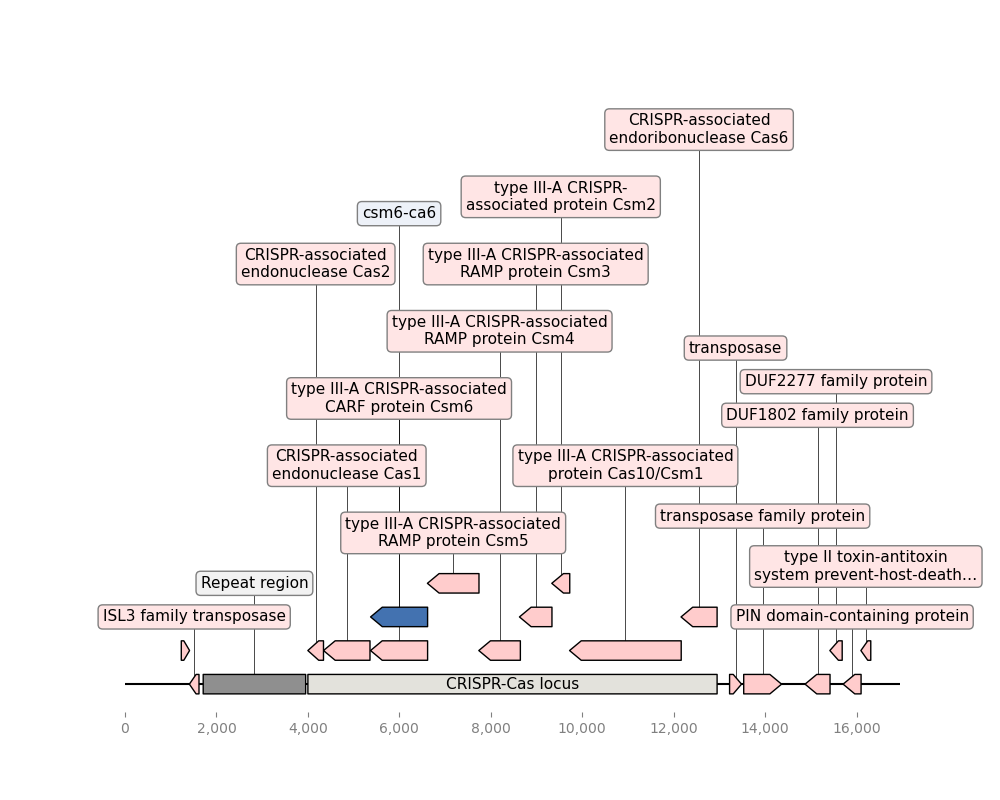 CRISPR-associated
endoribonuclease Cas6
type III-A CRISPR-
associated protein Csm2
csm6-ca6
CRISPR-associated
endonuclease Cas2
type III-A CRISPR-associated
RAMP protein Csm3
type III-A CRISPR-associated
RAMP protein Csm4
transposase
DUF2277 family protein
type III-A CRISPR-associated
CARF protein Csm6
DUF1802 family protein
CRISPR-associated
endonuclease Cas1
type III-A CRISPR-associated
protein Cas10/Csm1
transposase family protein
type III-A CRISPR-associated
RAMP protein Csm5
type II toxin-antitoxin
system prevent-host-death…
Repeat region
ISL3 family transposase
PIN domain-containing protein
CRISPR-Cas locus
0 2,000 4,000 6,000 8,000 10,000 12,000 14,000 16,000